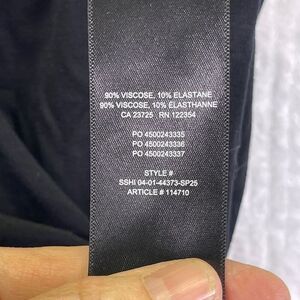 90% VISCOSE, 10% ELASTANE
90% VISCOSE, 10% ÉLASTHANNE
CA 23725 RN 122354
PO 4500243335
PO 4500243336
PO 4500243337
STYLE #
SSHI 04-01-44373-SP25
ARTICLE # 114710